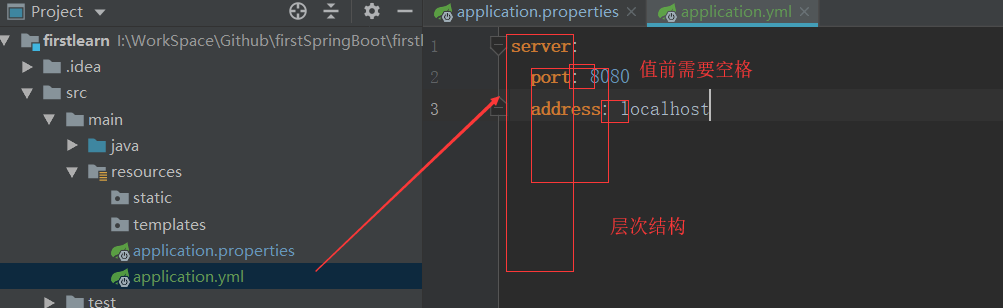 Project
application.properties
application.yml
firstlearn I:\WorkSpace\Github\firstSpringBoot\firstl
.idea
src
main
java
resources
static
templates
application.properties
application.yml
test
1 server:
2 port: 8080
值前需要空格
3 address: localhost
层次结构